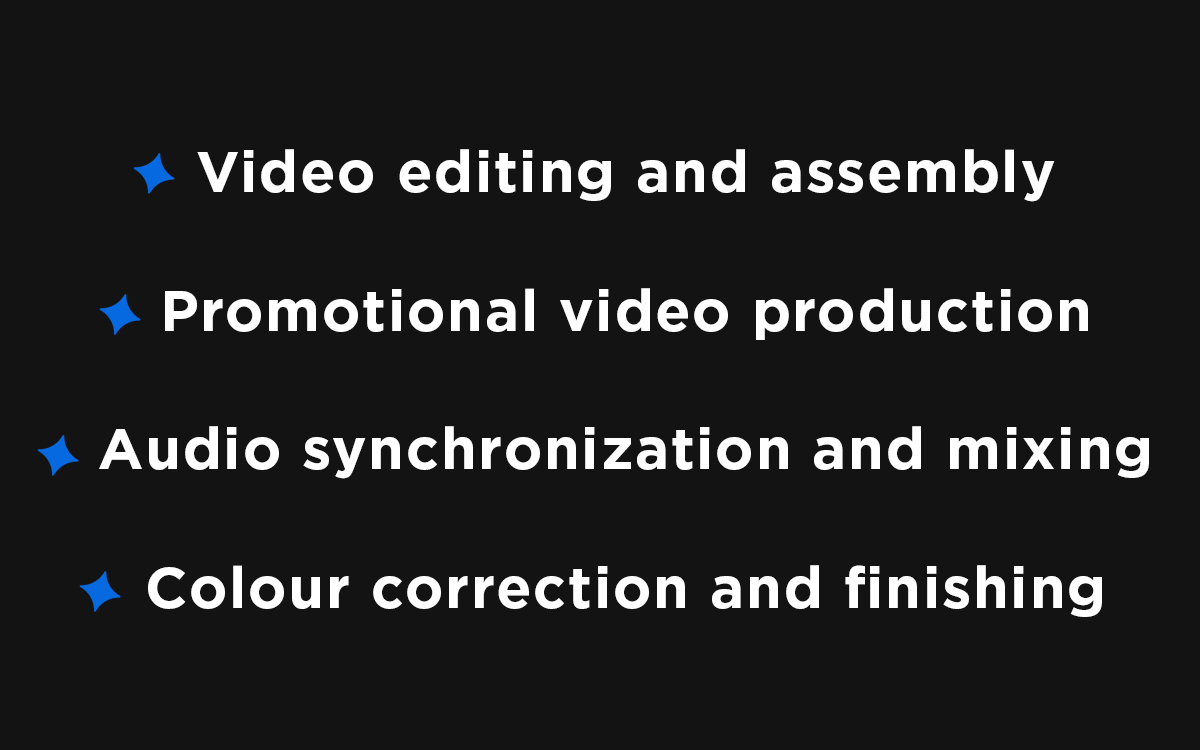 Video editing and assembly
Promotional video production
Audio synchronization and mixing
Colour correction and finishing